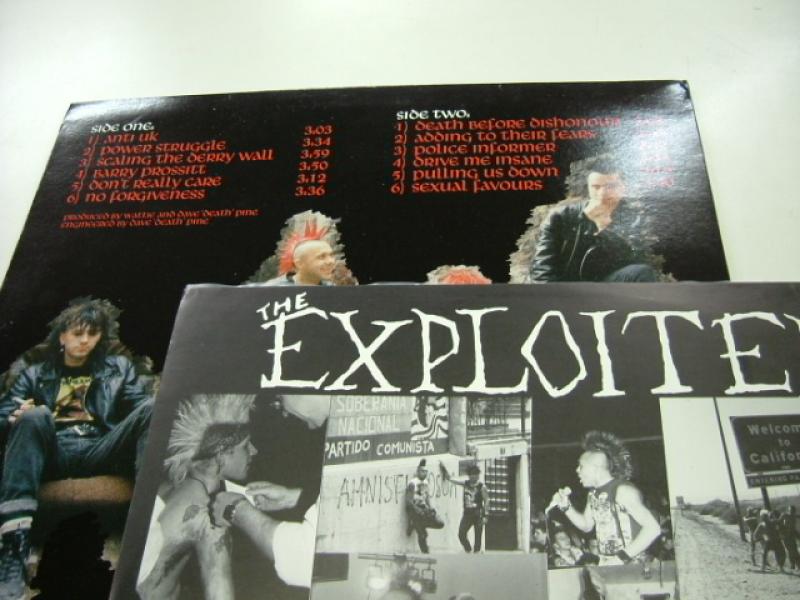 SIDE ONE.
1) ANTI UK 3.03
2) POWER STRUGGLE 3.34
3) SCALING THE DERRY WALL 3.59
4) BARRY PROSSITT 3.50
5) DON'T REALLY CARE 3.12
6) NO FORGIVENESS 3.36
PRODUCED BY WATTIE AND DAVE 'DEATH' PINE
ENGINEERED BY DAVE 'DEATH' PINE
SIDE TWO.
1) DEATH BEFORE DISHONOUR
2) ADDING TO THEIR FEARS
3) POLICE INFORMER
4) DRIVE ME INSANE
5) PULLING US DOWN
6) SEXUAL FAVOURS
THE
EXPLOITE
SOBERANIA
NACIONAL
PARTIDO COMUNISTA
Welcom
to
Califor
ENTERING